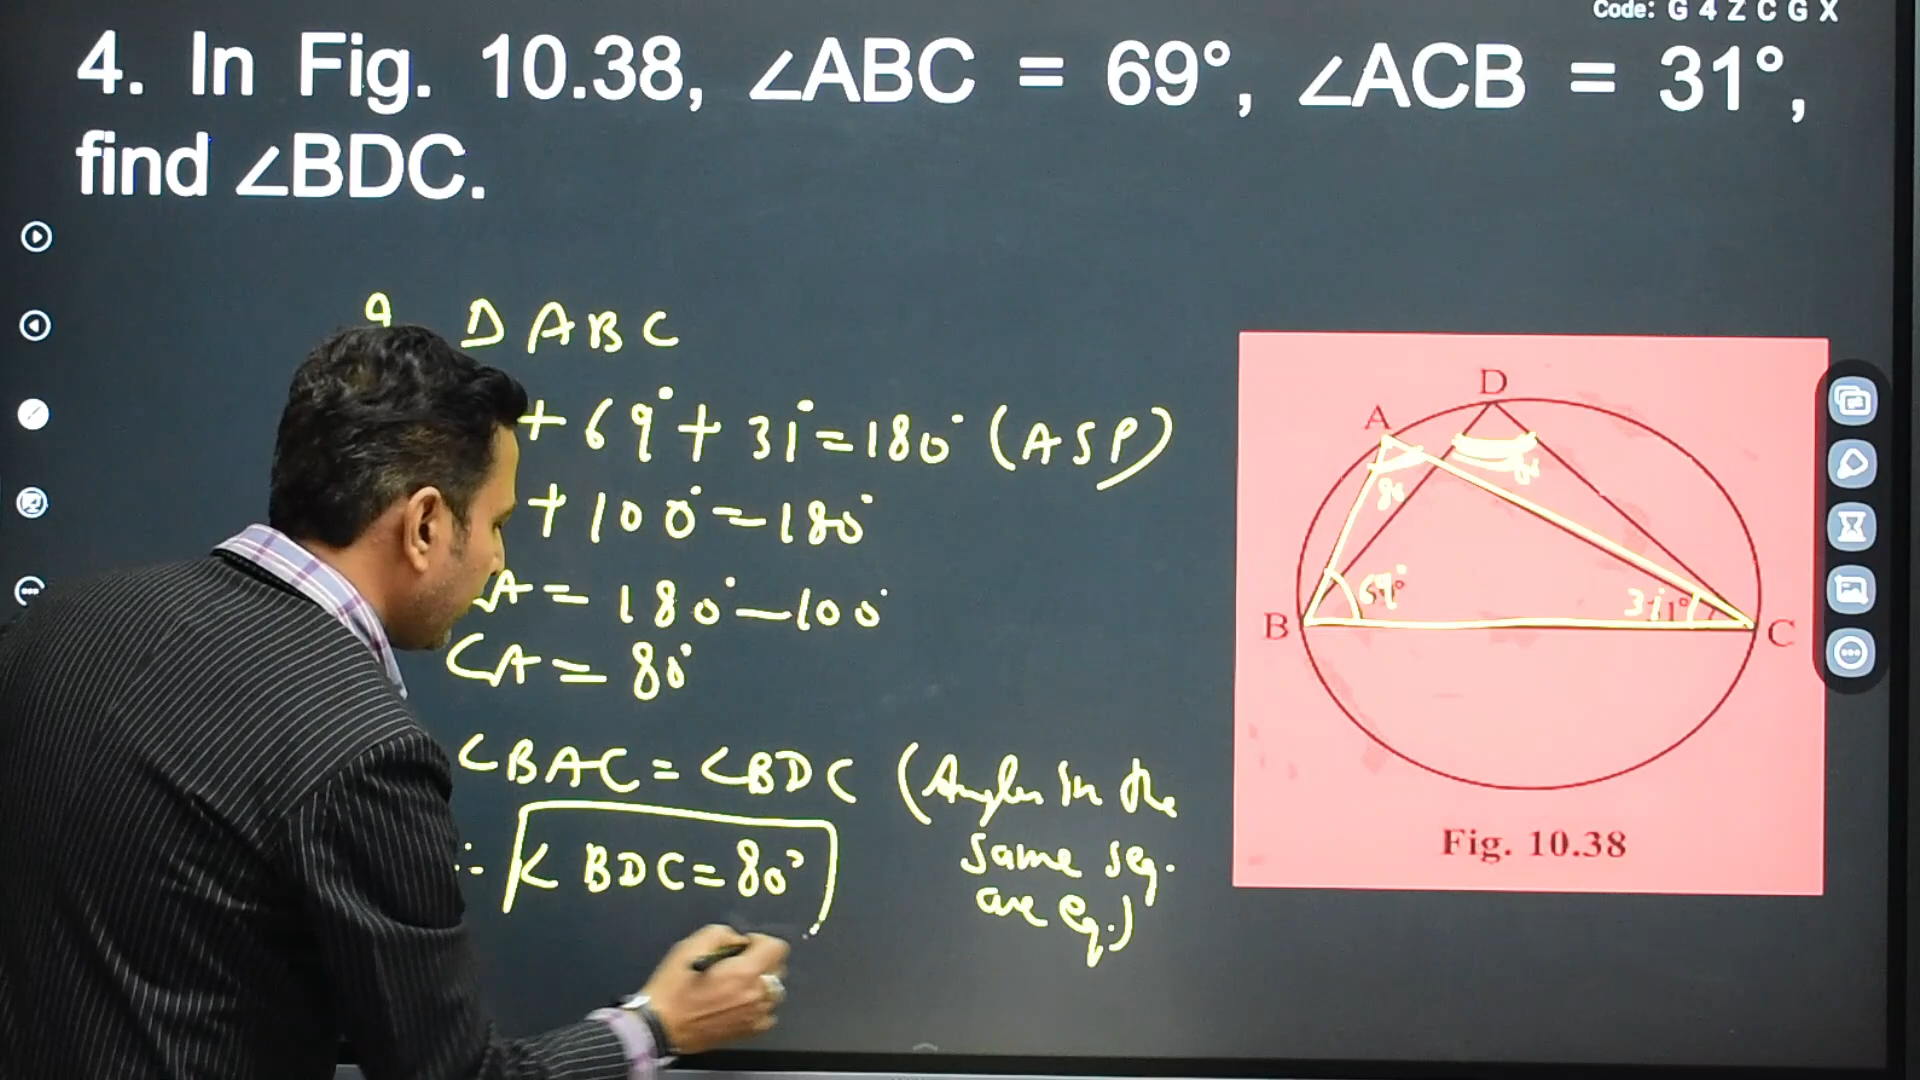 Code: G 4 Z C G X
4. In Fig. 10.38, ∠ABC = 69°, ∠ACB = 31°,
find ∠BDC.
Δ ABC
+ 69° + 31° = 180° (ASP)
+ 100° = 180°
A = 180° - 100°
∠A = 80°
∠BAC = ∠BDC (Angles in the
same seg.
are eq.)
∴ ∠BDC = 80°
D
A
80°
B
69°
31°
C
Fig. 10.38